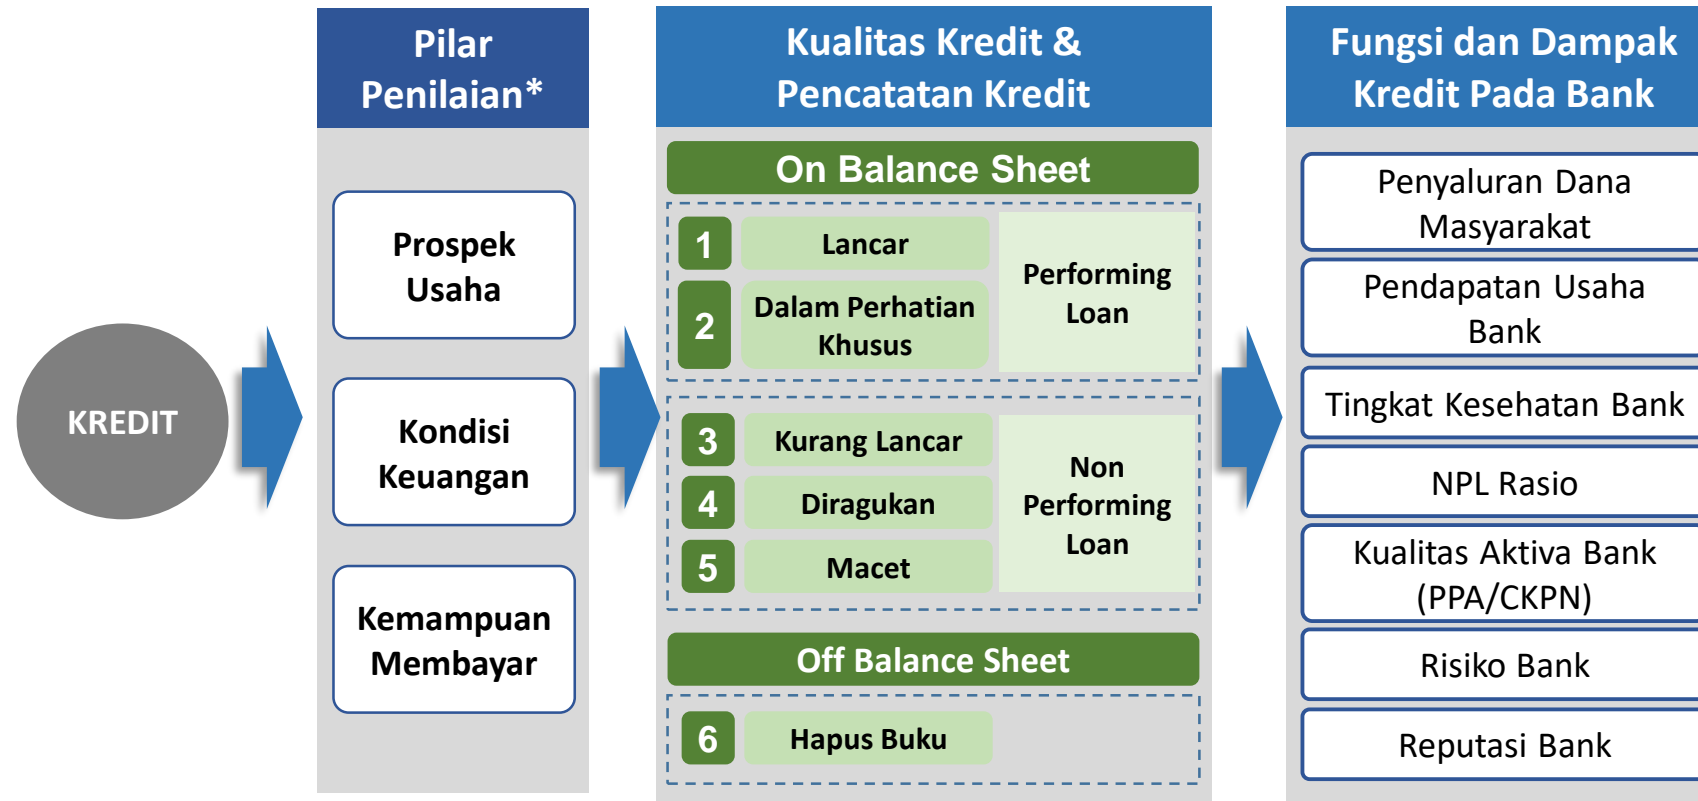 KREDIT
Pilar
Penilaian*
Prospek
Usaha
Kondisi
Keuangan
Kemampuan
Membayar
Kualitas Kredit &
Pencatatan Kredit
On Balance Sheet
1
Lancar
2
Dalam Perhatian
Khusus
Performing
Loan
3
Kurang Lancar
4
Diragukan
5
Macet
Non
Performing
Loan
Off Balance Sheet
6
Hapus Buku
Fungsi dan Dampak
Kredit Pada Bank
Penyaluran Dana
Masyarakat
Pendapatan Usaha
Bank
Tingkat Kesehatan Bank
NPL Rasio
Kualitas Aktiva Bank
(PPA/CKPN)
Risiko Bank
Reputasi Bank